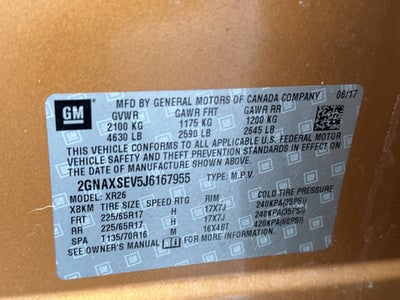 GM
MFD BY GENERAL MOTORS OF CANADA COMPANY 06/17
GVWR GAWR FRT GAWR RR
2100 KG 1175 KG 1200 KG
4630 LB 2590 LB 2645 LB
THIS VEHICLE CONFORMS TO ALL APPLICABLE U.S. FEDERAL MOTOR
VEHICLE SAFETY, BUMPER, AND THEFT PREVENTION
STANDARDS IN EFFECT ON THE
DATE OF MANUFACTURE SHOWN ABOVE.
2GNAXSEV5J6167955 TYPE: M.P.V.
MODEL: XR26
XBKM TIRE SIZE SPEED RTG RIM COLD TIRE PRESSURE
FRT 225/65R17 H 17X7J 240KPA(35PSI)
RR 225/65R17 H 17X7J 240KPA(35PSI)
SPA T135/70R16 M 16X4BT 420KPA(60PSI)
SEE OWNER'S MANUAL FOR ADDITIONAL INFORMATION